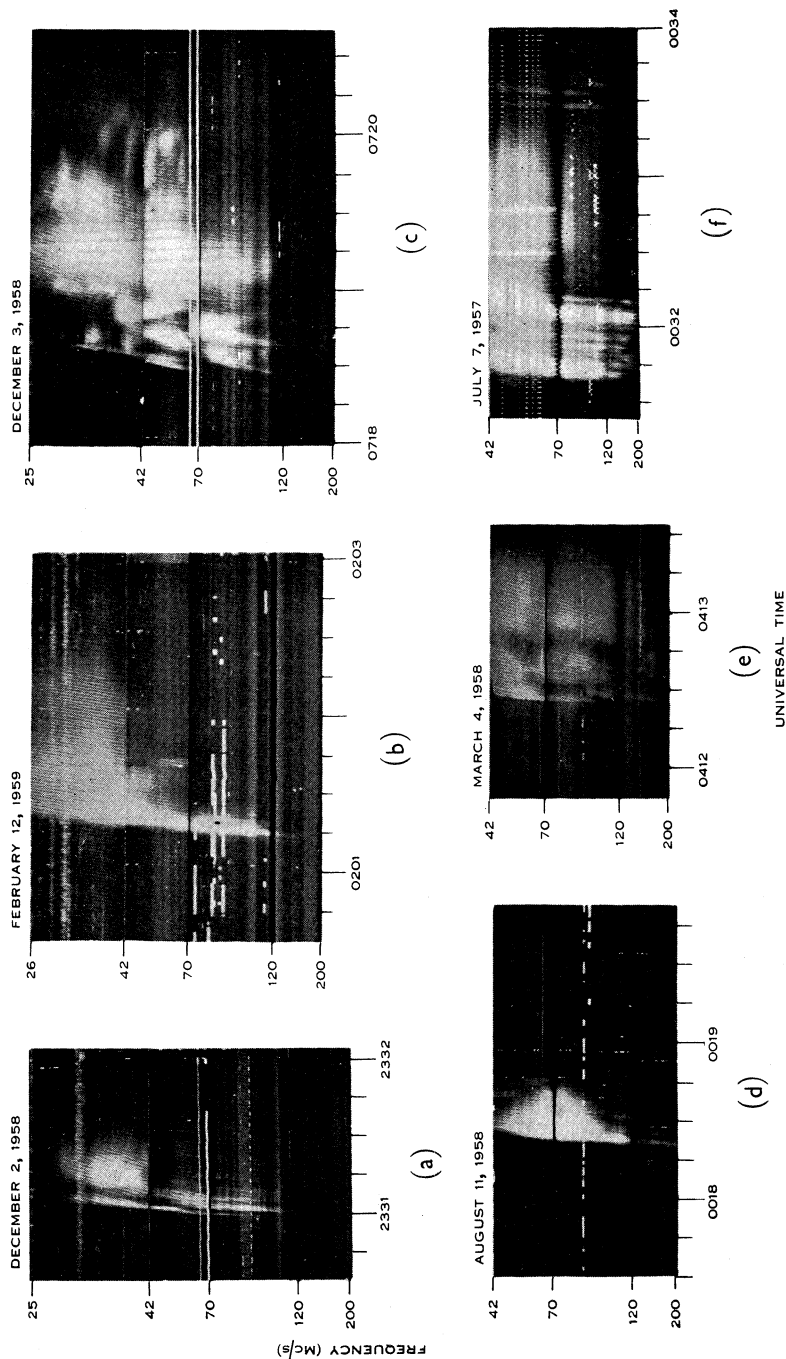 DECEMBER 2, 1958
25
42
70
120
200
2331
2332
(a)
FEBRUARY 12, 1959
26
42
70
120
200
0201
0203
(b)
DECEMBER 3, 1958
25
42
70
120
200
0718
0720
(c)
FREQUENCY (Mc/s)
AUGUST 11, 1958
42
70
120
200
0018
0019
(d)
MARCH 4, 1958
42
70
120
200
0412
0413
(e)
JULY 7, 1957
42
70
120
200
0032
0034
(f)
UNIVERSAL TIME